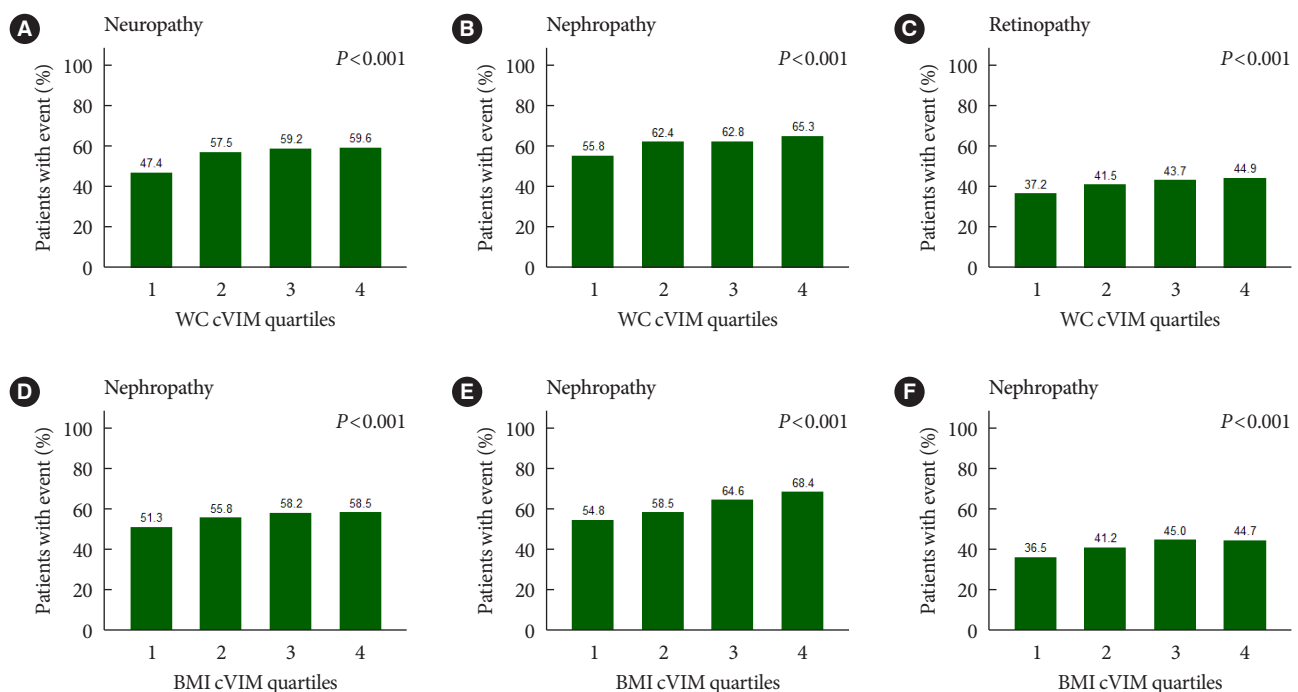 A Neuropathy
P<0.001
Patients with event (%)
100
80
60
40
20
0
47.4
57.5
59.2
59.6
1 2 3 4
WC cVIM quartiles
B Nephropathy
P<0.001
Patients with event (%)
100
80
60
40
20
0
55.8
62.4
62.8
65.3
1 2 3 4
WC cVIM quartiles
C Retinopathy
P<0.001
Patients with event (%)
100
80
60
40
20
0
37.2
41.5
43.7
44.9
1 2 3 4
WC cVIM quartiles
D Nephropathy
P<0.001
Patients with event (%)
100
80
60
40
20
0
51.3
55.8
58.2
58.5
1 2 3 4
BMI cVIM quartiles
E Nephropathy
P<0.001
Patients with event (%)
100
80
60
40
20
0
54.8
58.5
64.6
68.4
1 2 3 4
BMI cVIM quartiles
F Nephropathy
P<0.001
Patients with event (%)
100
80
60
40
20
0
36.5
41.2
45.0
44.7
1 2 3 4
BMI cVIM quartiles